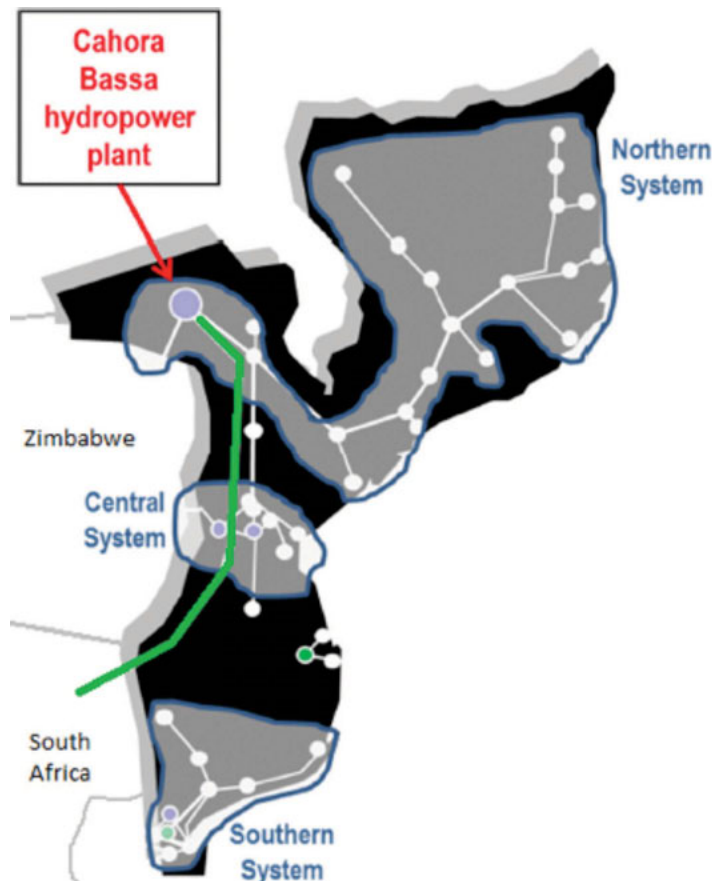 Cahora
Bassa
hydropower
plant
Northern
System
Zimbabwe
Central
System
South
Africa
Southern
System